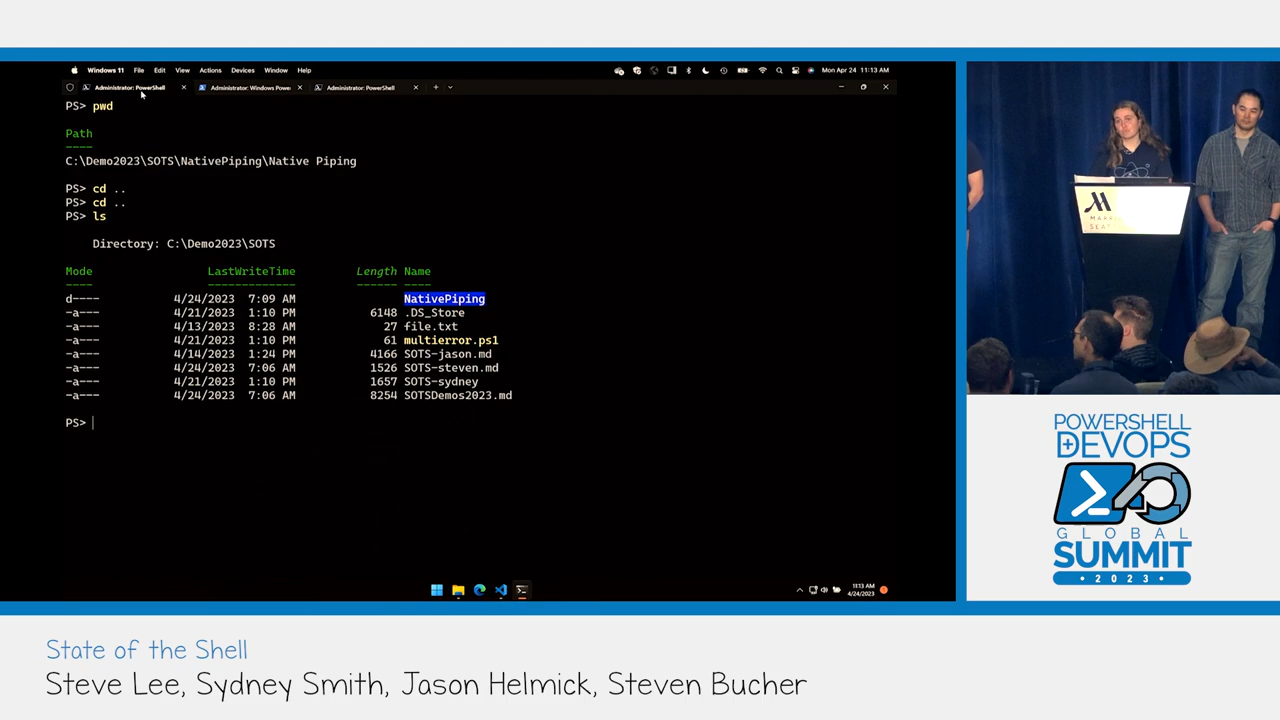 Windows 11 File Edit View Actions Devices Window Help Mon Apr 24 11:13 AM
Administrator: PowerShell Administrator: Windows Powe Administrator: PowerShell
PS> pwd
Path
----
C:\Demo2023\SOTS\NativePiping\Native Piping
PS> cd ..
PS> cd ..
PS> ls
Directory: C:\Demo2023\SOTS
Mode LastWriteTime Length Name
---- ------------- ------ ----
d---- 4/24/2023 7:09 AM NativePiping
-a--- 4/21/2023 1:10 PM 6148 .DS_Store
-a--- 4/13/2023 8:28 AM 27 file.txt
-a--- 4/21/2023 1:10 PM 61 multierror.ps1
-a--- 4/14/2023 1:24 PM 4166 SOTS-jason.md
-a--- 4/24/2023 7:06 AM 1526 SOTS-steven.md
-a--- 4/21/2023 1:10 PM 1657 SOTS-sydney
-a--- 4/24/2023 7:06 AM 8254 SOTSDemos2023.md
PS>
11:13 AM
4/24/2023
POWERSHELL
+DEVOPS
GLOBAL
SUMMIT
• 2023 •
State of the Shell
Steve Lee, Sydney Smith, Jason Helmick, Steven Bucher